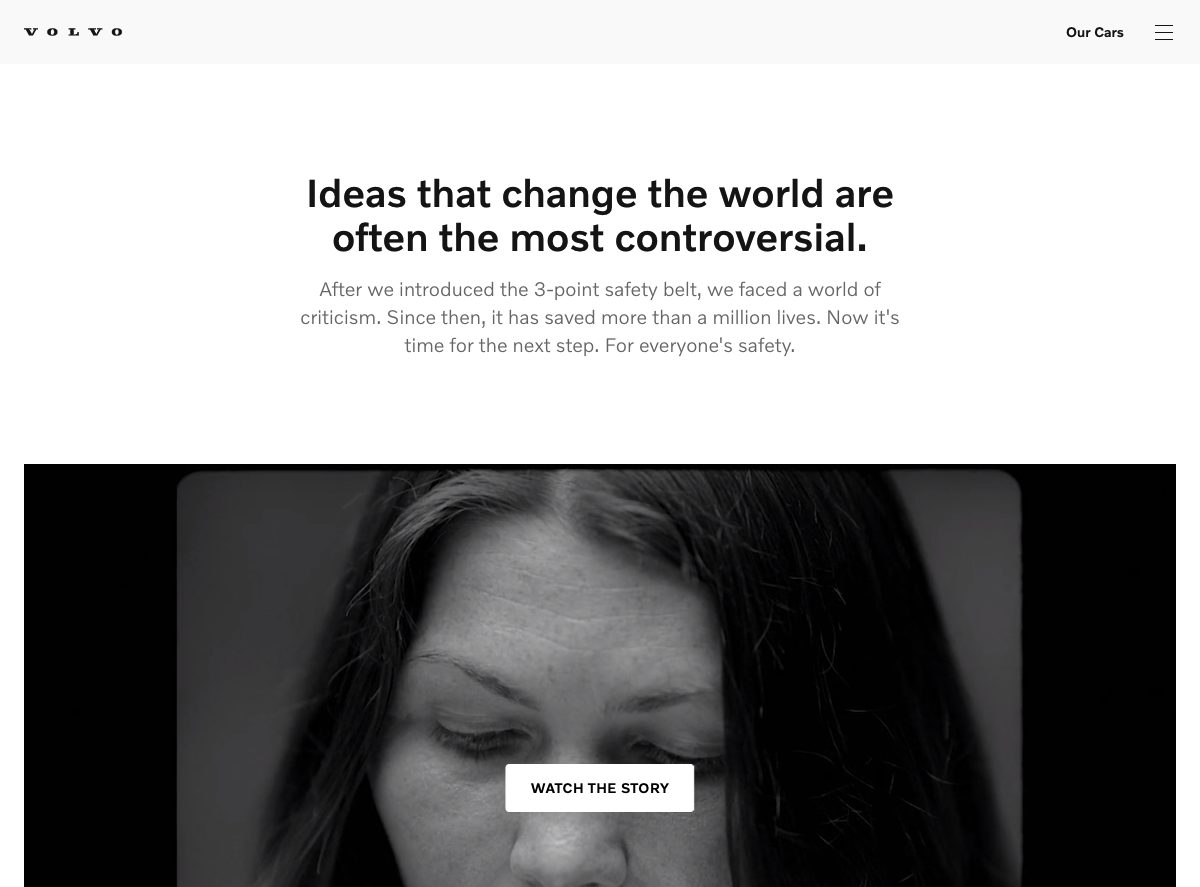 VOLVO
Our Cars
Ideas that change the world are
often the most controversial.
After we introduced the 3-point safety belt, we faced a world of
criticism. Since then, it has saved more than a million lives. Now it's
time for the next step. For everyone's safety.
WATCH THE STORY